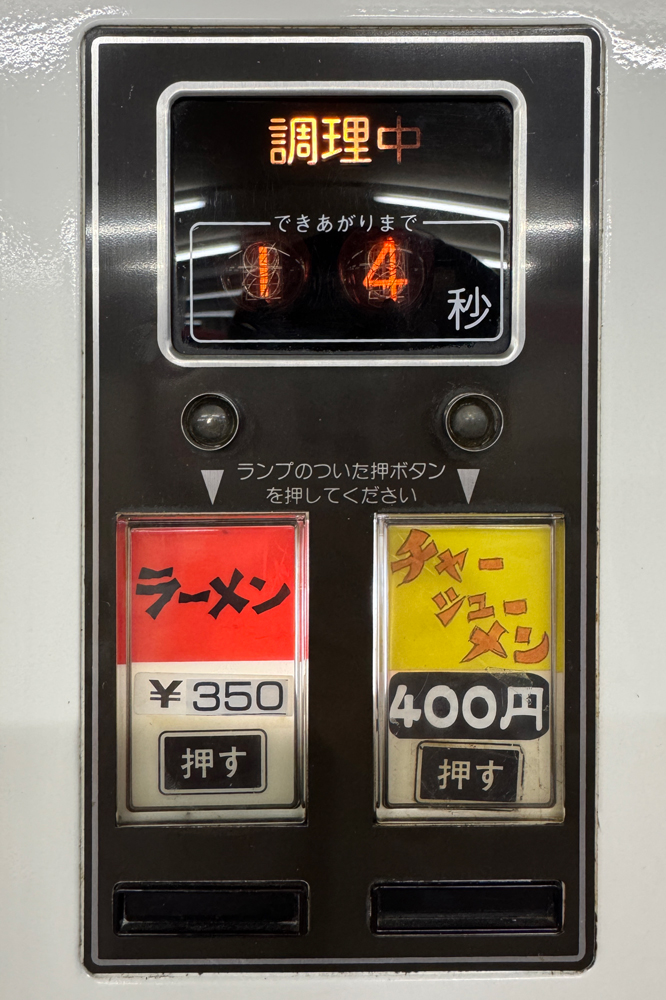 調理中
できあがりまで
14
秒
ランプのついた押ボタン
を押してください
ラーメン
¥350
押す
チャー
シュー
メン
400円
押す